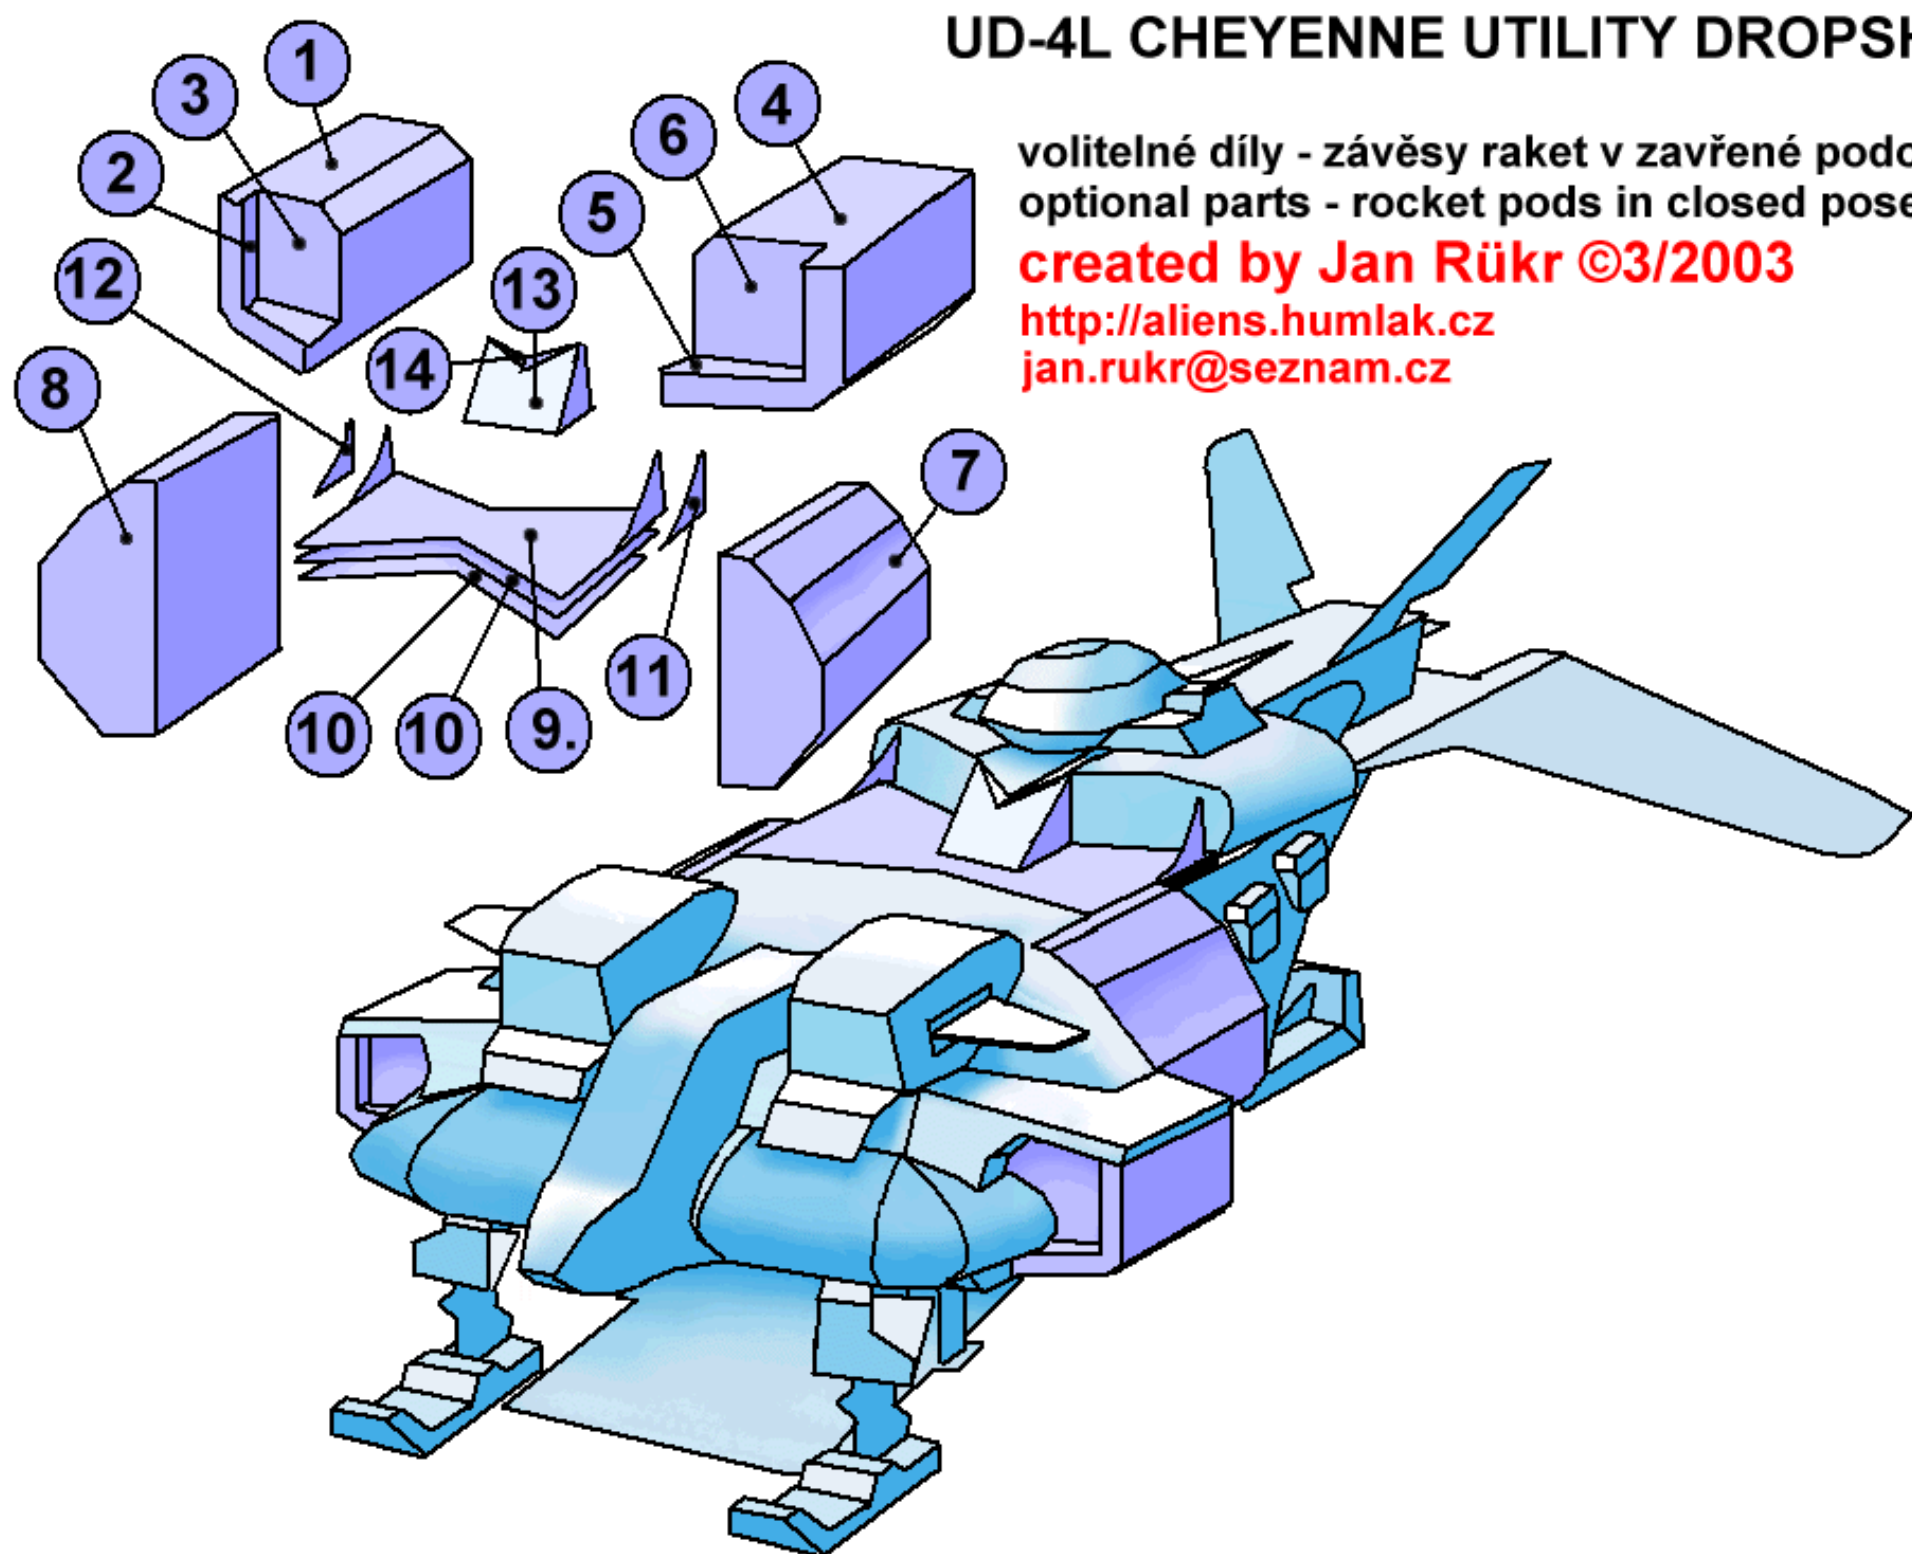 UD-4L CHEYENNE UTILITY
volitelné díly - závěsy raket v zavřené
optional parts - rocket pods in closed pose
created by Jan Rükr ©3/2003
http://aliens.humlak.cz
jan.rukr@seznam.cz
1
3
2
4
6
5
12
13
14
8
7
11
10
10
9.